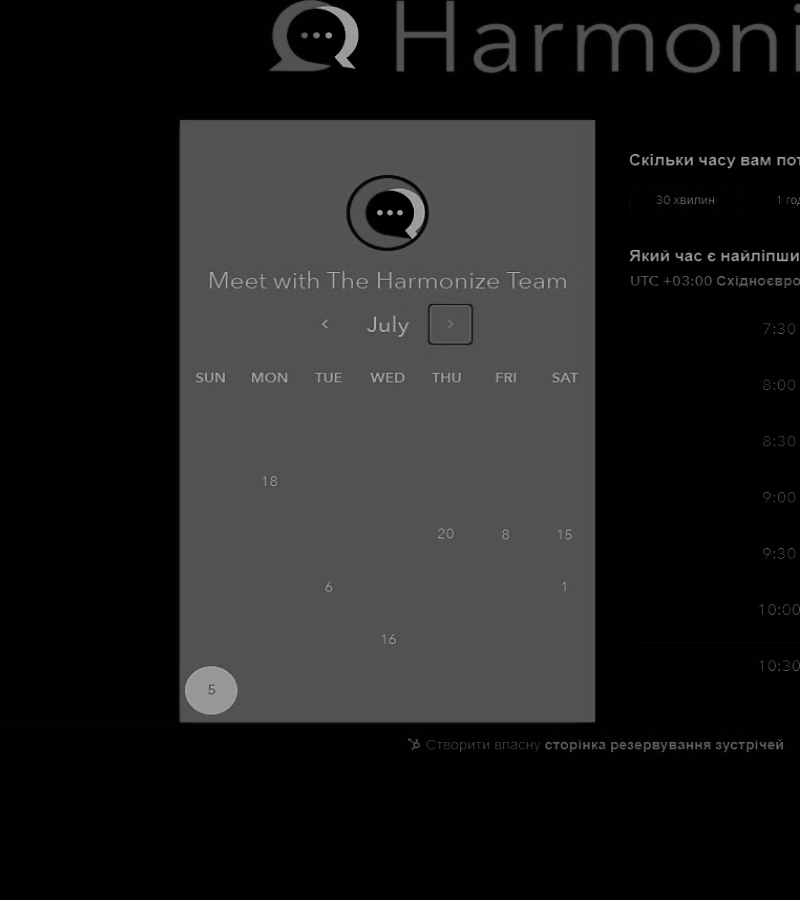 Harmoni
Meet with The Harmonize Team
July
SUN MON TUE WED THU FRI SAT
18
20 8 15
6 1
16
5
Скільки часу вам пот
30 хвилин 1 год
Який час є найліпши
UTC +03:00 Східноєвро
7:30
8:00
8:30
9:00
9:30
10:00
10:30
Створити власну сторінка резервування зустрічей